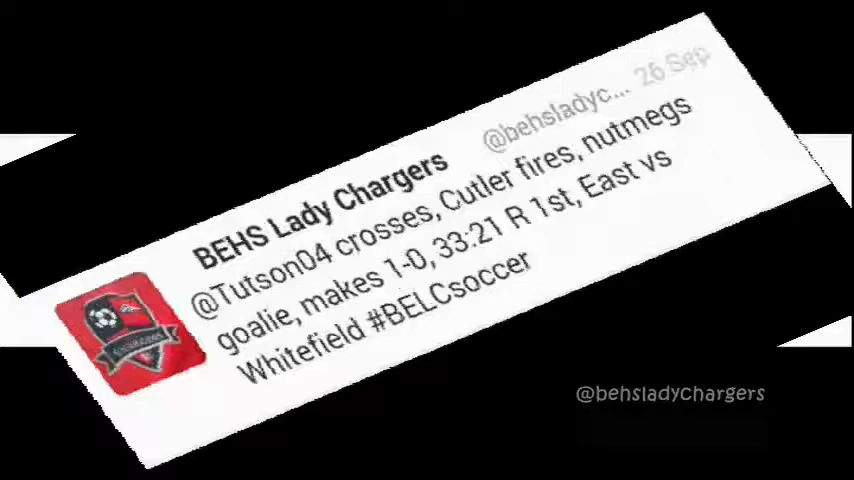 BEHS Lady Chargers @behsladyc... 26 Sep
@Tutson04 crosses, Cutler fires, nutmegs
goalie, makes 1-0, 33:21 R 1st, East vs
Whitefield #BELCsoccer
@behsladyChargers